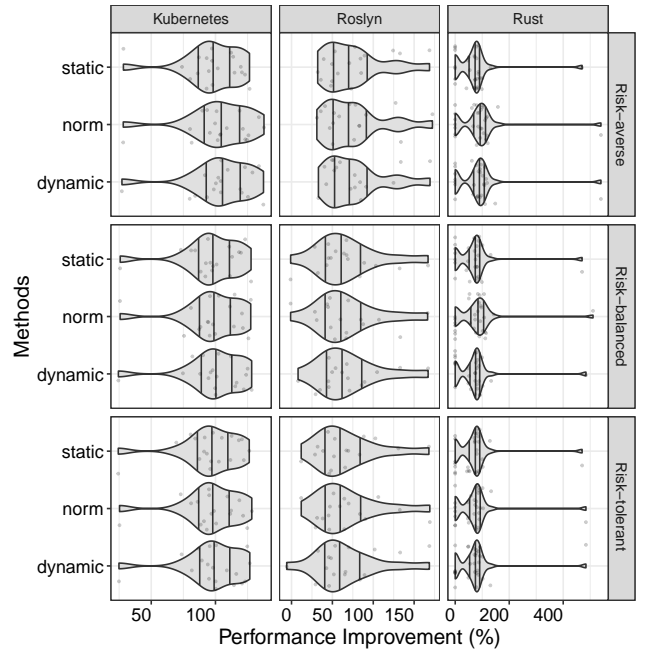 Kubernetes Roslyn Rust
static
norm
dynamic
Risk−averse
static
norm
dynamic
Risk−balanced
static
norm
dynamic
Risk−tolerant
Methods
50 100 0 50 100 150 0 200 400
Performance Improvement (%)